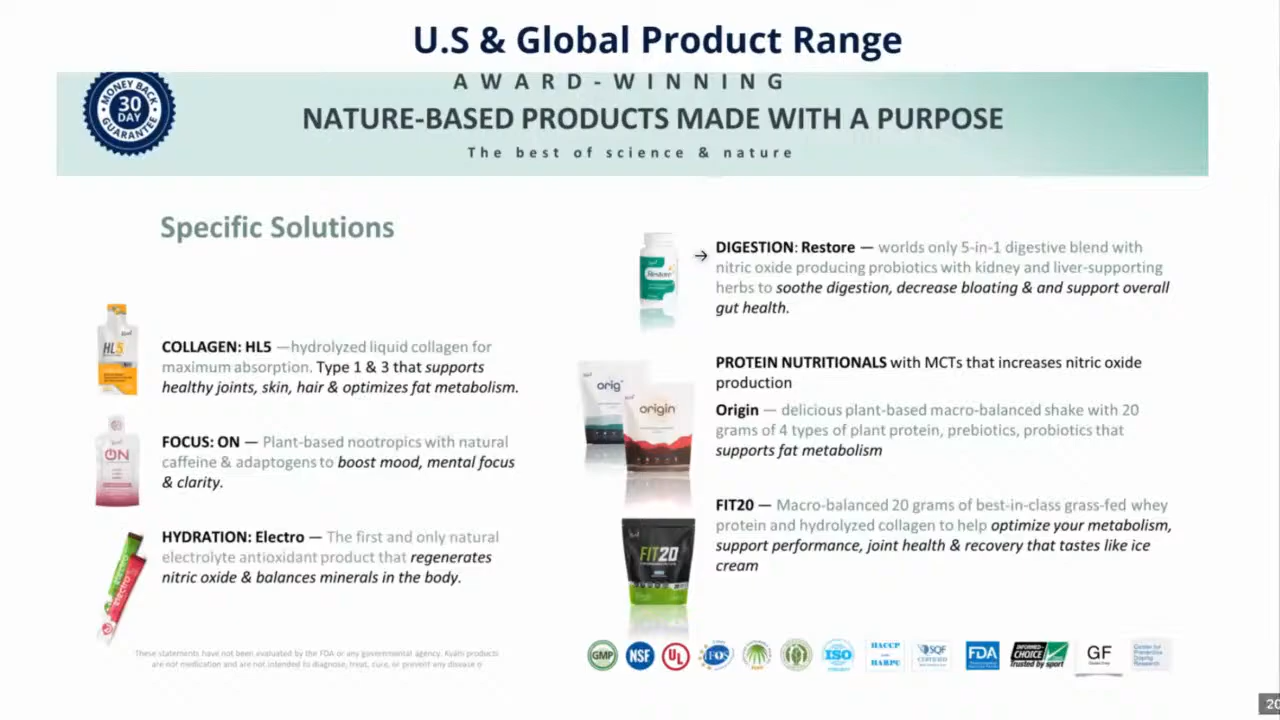 U.S & Global Product Range
AWARD-WINNING
NATURE-BASED PRODUCTS MADE WITH A PURPOSE
The best of science & nature
MONEY BACK
30
DAY
GUARANTEE
Specific Solutions
HL5
COLLAGEN: HL5 —hydrolyzed liquid collagen for
maximum absorption. Type 1 & 3 that supports
healthy joints, skin, hair & optimizes fat metabolism.
ON
FOCUS: ON — Plant-based nootropics with natural
caffeine & adaptogens to boost mood, mental focus
& clarity.
HYDRATION: Electro — The first and only natural
electrolyte antioxidant product that regenerates
nitric oxide & balances minerals in the body.
These statements have not been evaluated by the FDA or any governmental agency. Kyäni products
are not medication and are not intended to diagnose, treat, cure, or prevent any disease o
Restore
→ DIGESTION: Restore — worlds only 5-in-1 digestive blend with
nitric oxide producing probiotics with kidney and liver-supporting
herbs to soothe digestion, decrease bloating & and support overall
gut health.
orig
origin
PROTEIN NUTRITIONALS with MCTs that increases nitric oxide
production
Origin — delicious plant-based macro-balanced shake with 20
grams of 4 types of plant protein, prebiotics, probiotics that
supports fat metabolism
FIT20
FIT20 — Macro-balanced 20 grams of best-in-class grass-fed whey
protein and hydrolyzed collagen to help optimize your metabolism,
support performance, joint health & recovery that tastes like ice
cream
GMP
NSF
UL
IFOS
ISO
HACCP
HARPC
SQF
CERTIFIED
FDA
INFORMED-
CHOICE
Trusted by sport
GF
Center for
Preventive
Doping
Research
20